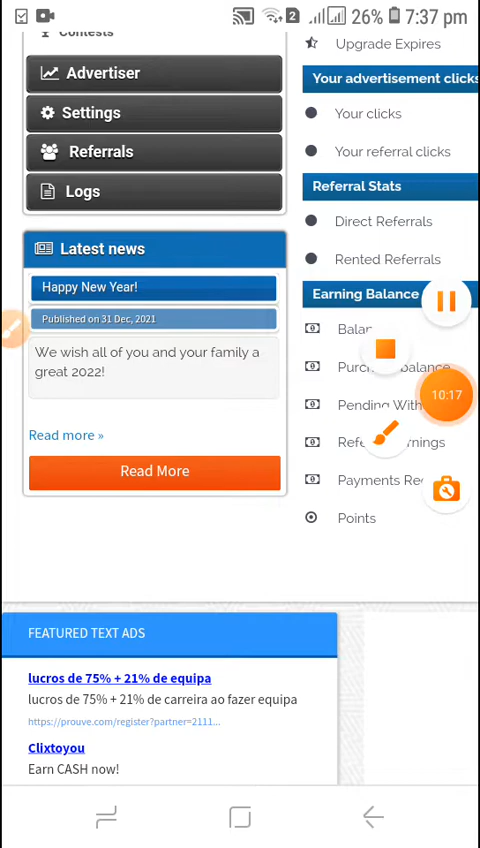 2 26% 7:37 pm
Contests
Advertiser
Settings
Referrals
Logs
Latest news
Happy New Year!
Published on 31 Dec, 2021
We wish all of you and your family a
great 2022!
Read more »
Read More
Upgrade Expires
Your advertisement clicks
Your clicks
Your referral clicks
Referral Stats
Direct Referrals
Rented Referrals
Earning Balance
10:17
Points
FEATURED TEXT ADS
lucros de 75% + 21% de equipa
lucros de 75% + 21% de carreira ao fazer equipa
https://prouve.com/register?partner=2111...
Clixtoyou
Earn CASH now!